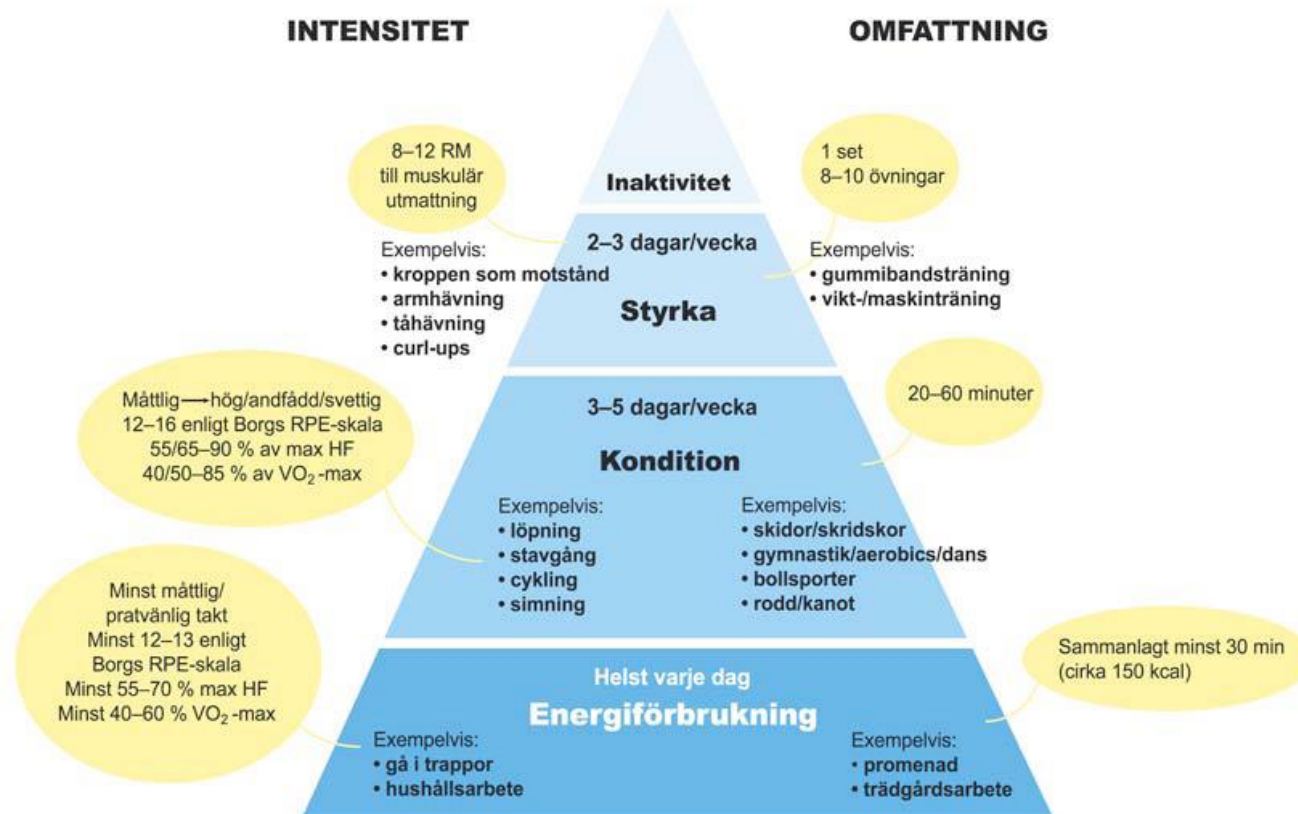 INTENSITET
OMFATTNING
8–12 RM
till muskulär
utmattning
1 set
8–10 övningar
Inaktivitet
2–3 dagar/vecka
Styrka
Exempelvis:
• kroppen som motstånd
• armhävning
• tåhävning
• curl-ups
Exempelvis:
• gummibandsträning
• vikt-/maskinträning
Måttlig→hög/andfådd/svettig
12–16 enligt Borgs RPE-skala
55/65–90 % av max HF
40/50–85 % av VO₂-max
20–60 minuter
3–5 dagar/vecka
Kondition
Exempelvis:
• löpning
• stavgång
• cykling
• simning
Exempelvis:
• skidor/skridskor
• gymnastik/aerobics/dans
• bollsporter
• rodd/kanot
Minst måttlig/
pratvänlig takt
Minst 12–13 enligt
Borgs RPE-skala
Minst 55–70 % max HF
Minst 40–60 % VO₂-max
Sammanlagt minst 30 min
(cirka 150 kcal)
Helst varje dag
Energiförbrukning
Exempelvis:
• gå i trappor
• hushållsarbete
Exempelvis:
• promenad
• trädgårdsarbete